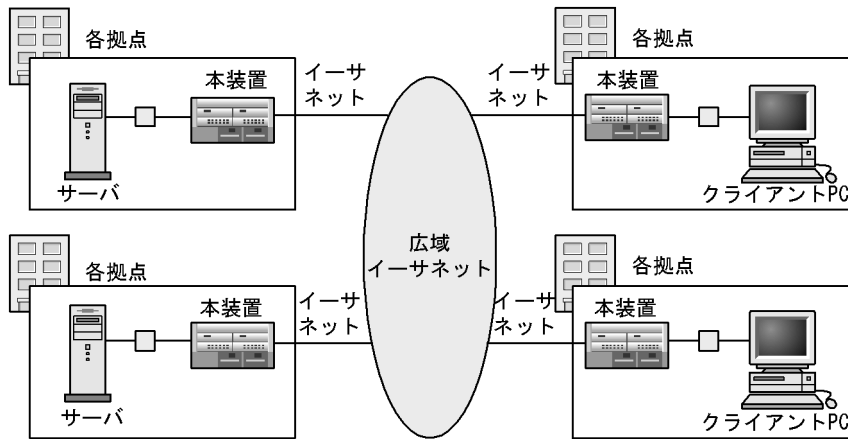 各拠点
本装置
イーサ
ネット
サーバ
各拠点
本装置
イーサ
ネット
クライアントPC
広域
イーサネット
各拠点
本装置
イーサ
ネット
サーバ
各拠点
本装置
イーサ
ネット
クライアントPC